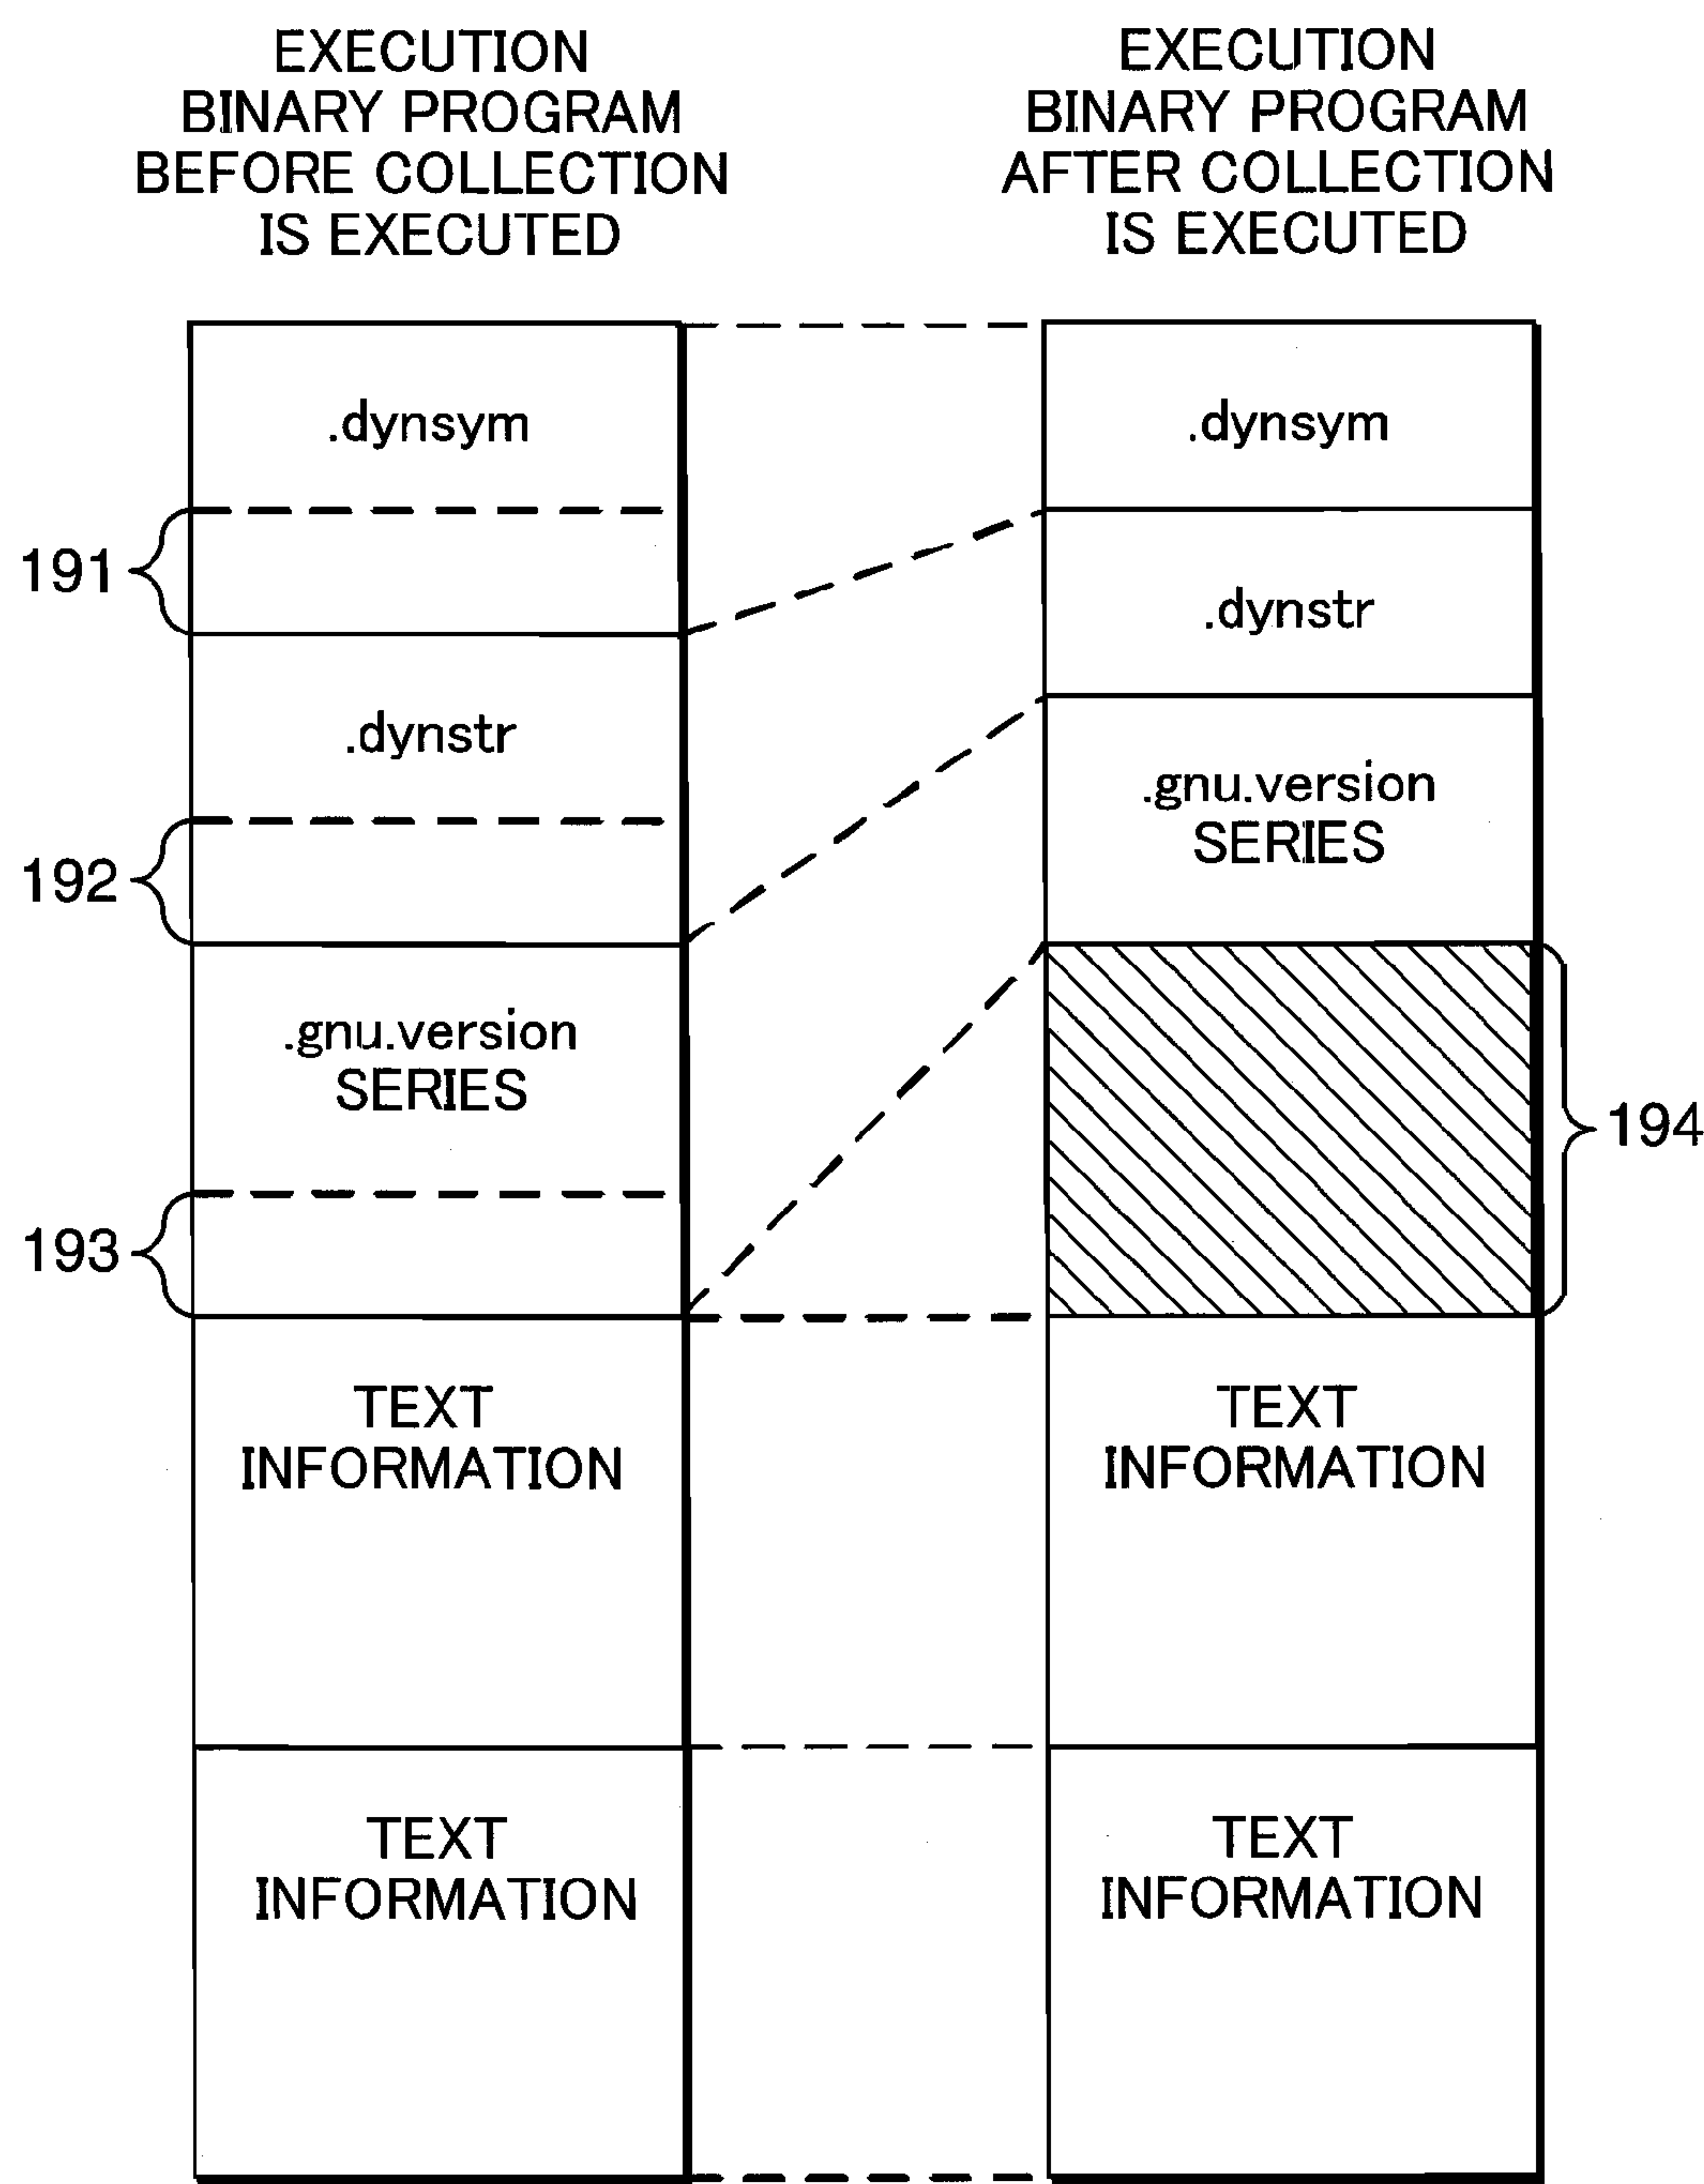 EXECUTION
BINARY PROGRAM
BEFORE COLLECTION
IS EXECUTED
EXECUTION
BINARY PROGRAM
AFTER COLLECTION
IS EXECUTED
.dynsym
191
.dynstr
192
.gnu.version
SERIES
193
TEXT
INFORMATION
TEXT
INFORMATION
.dynsym
.dynstr
.gnu.version
SERIES
194
TEXT
INFORMATION
TEXT
INFORMATION